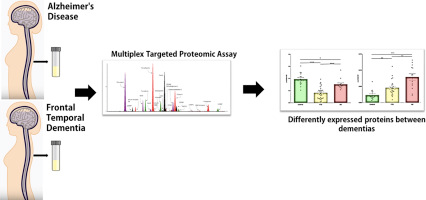 Alzheimer's
Disease
Multiplex Targeted Proteomic Assay
Frontal
Temporal
Dementia
Differently expressed proteins between
dementias